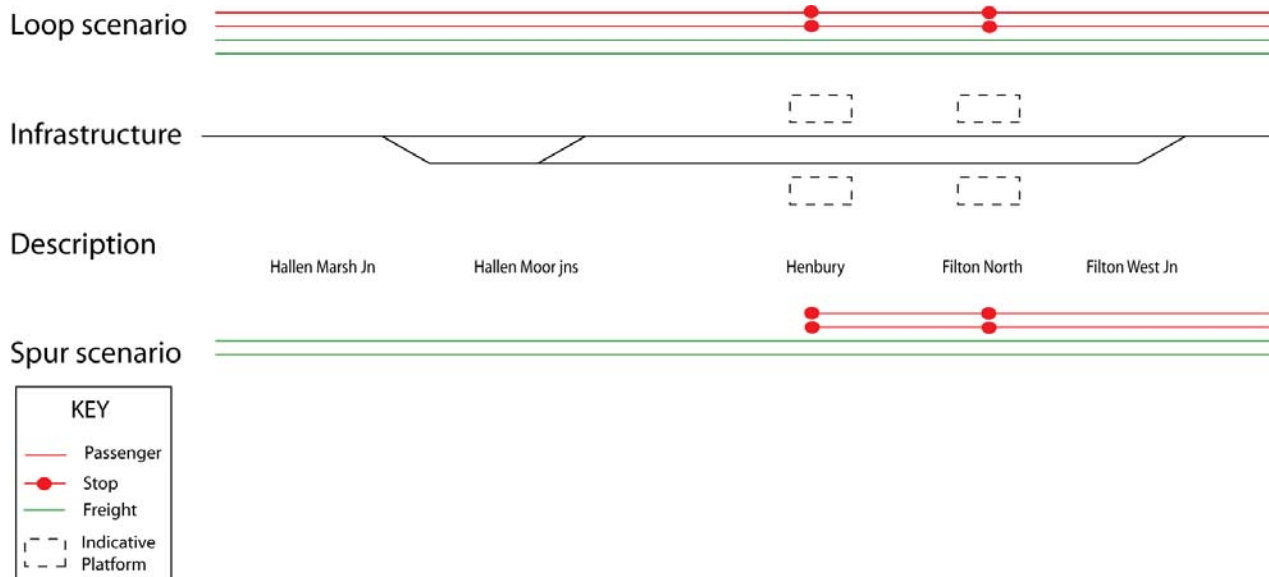 Loop scenario
Infrastructure
Description
Hallen Marsh Jn
Hallen Moor jns
Henbury
Filton North
Filton West Jn
Spur scenario
KEY
Passenger
Stop
Freight
Indicative
Platform